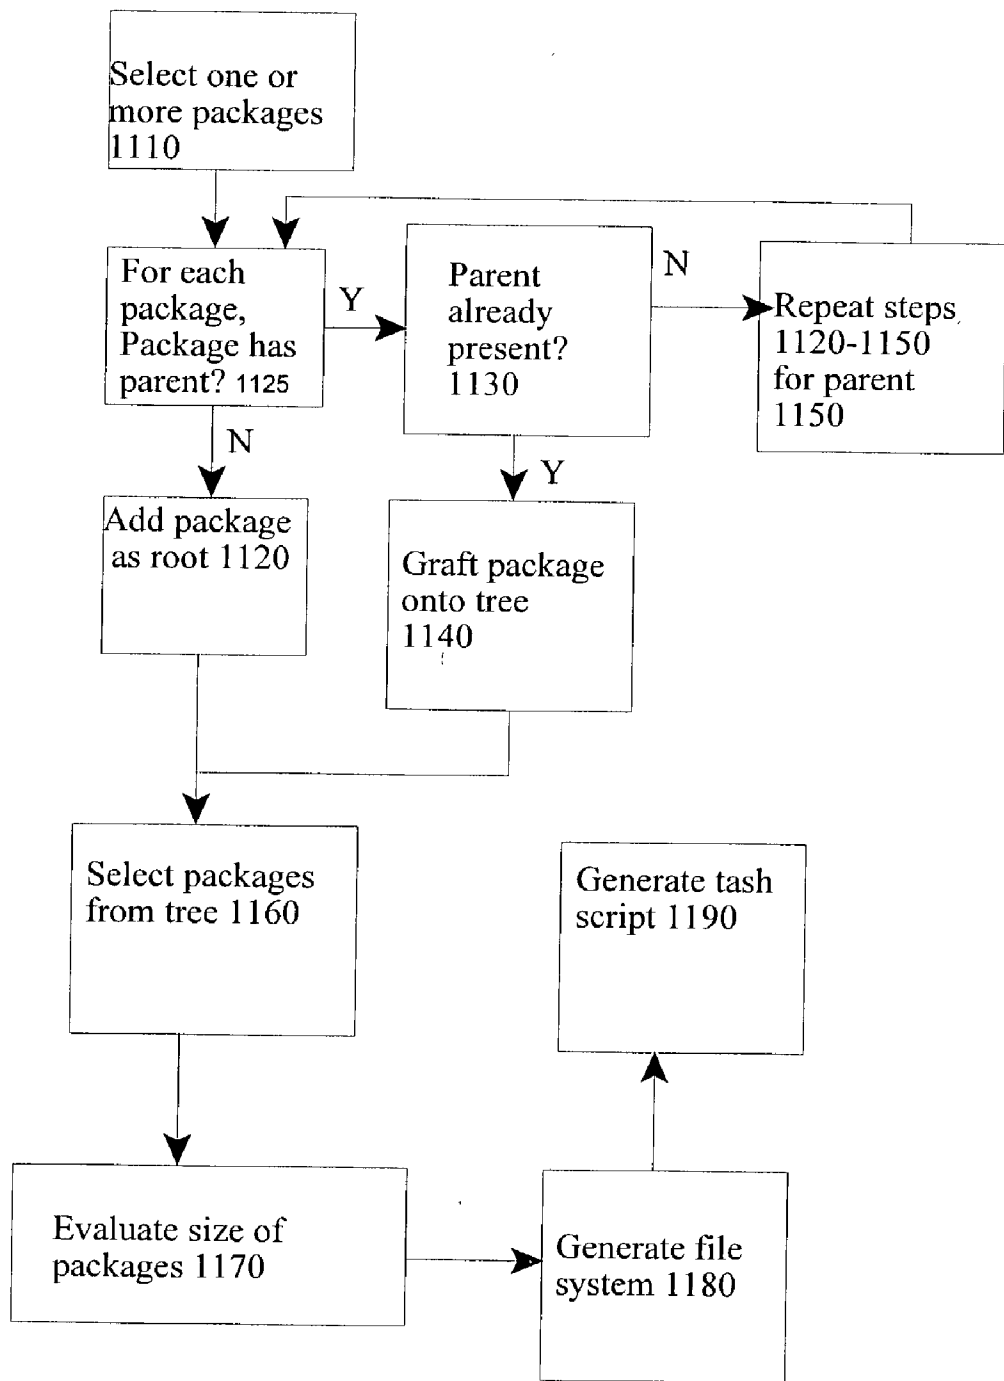 Select one or
more packages
1110
For each
package,
Package has
parent? 1125
Y
Parent
already
present?
1130
N
Repeat steps
1120-1150
for parent
1150
N
Y
Add package
as root 1120
Graft package
onto tree
1140
Select packages
from tree 1160
Generate tash
script 1190
Evaluate size of
packages 1170
Generate file
system 1180